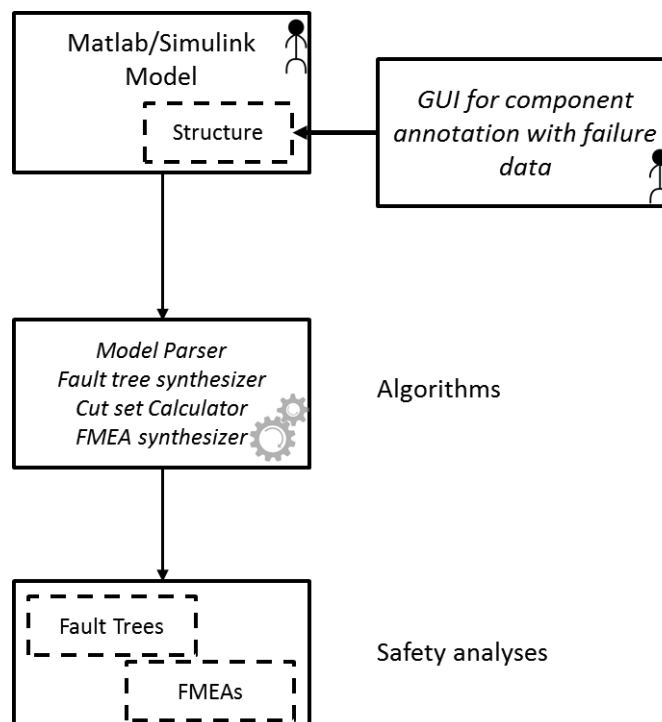 Matlab/Simulink
Model
Structure
GUI for component
annotation with failure
data
Model Parser
Fault tree synthesizer
Cut set Calculator
FMEA synthesizer
Algorithms
Fault Trees
FMEAs
Safety analyses